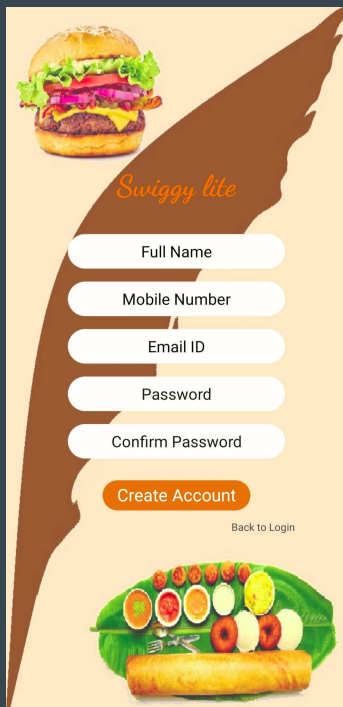 Swiggy lite
Full Name
Mobile Number
Email ID
Password
Confirm Password
Create Account
Back to Login